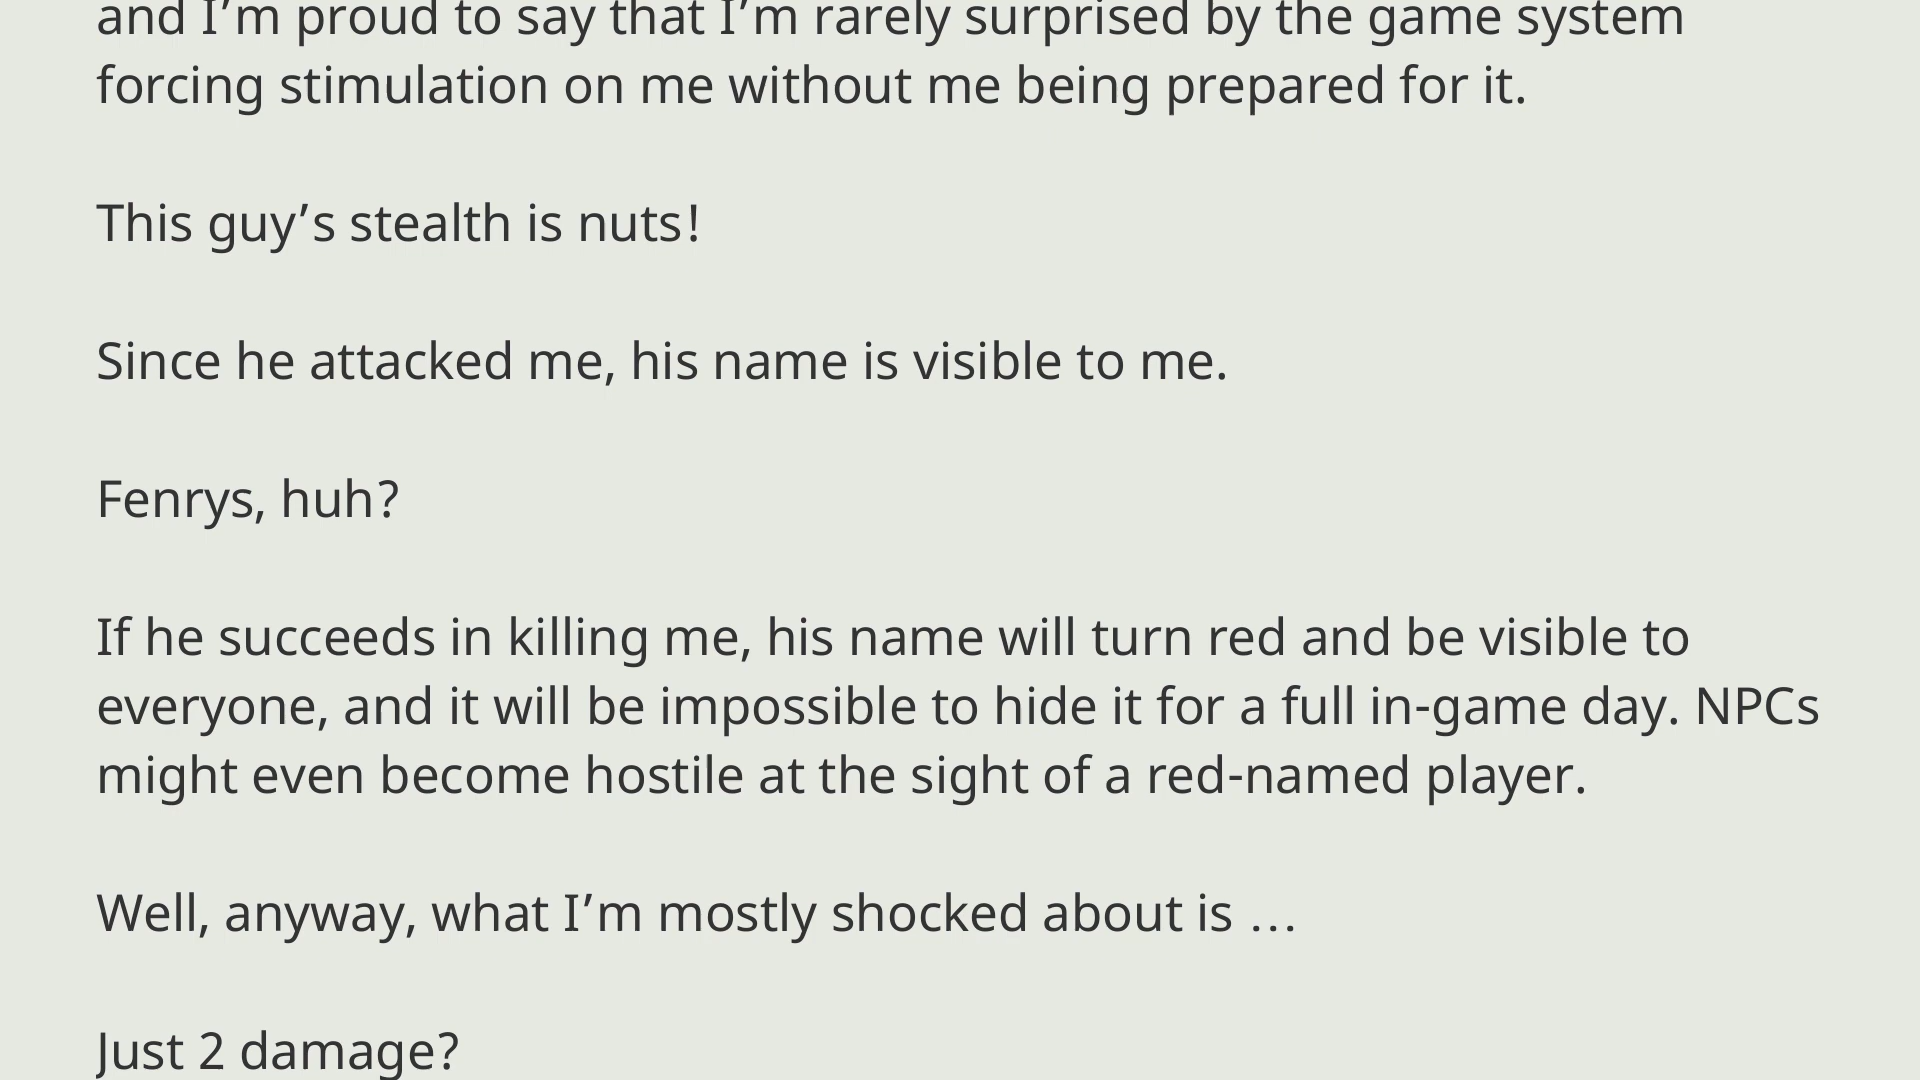 and I’m proud to say that I’m rarely surprised by the game system
forcing stimulation on me without me being prepared for it.
This guy’s stealth is nuts!
Since he attacked me, his name is visible to me.
Fenrys, huh?
If he succeeds in killing me, his name will turn red and be visible to
everyone, and it will be impossible to hide it for a full in-game day. NPCs
might even become hostile at the sight of a red-named player.
Well, anyway, what I’m mostly shocked about is …
Just 2 damage?